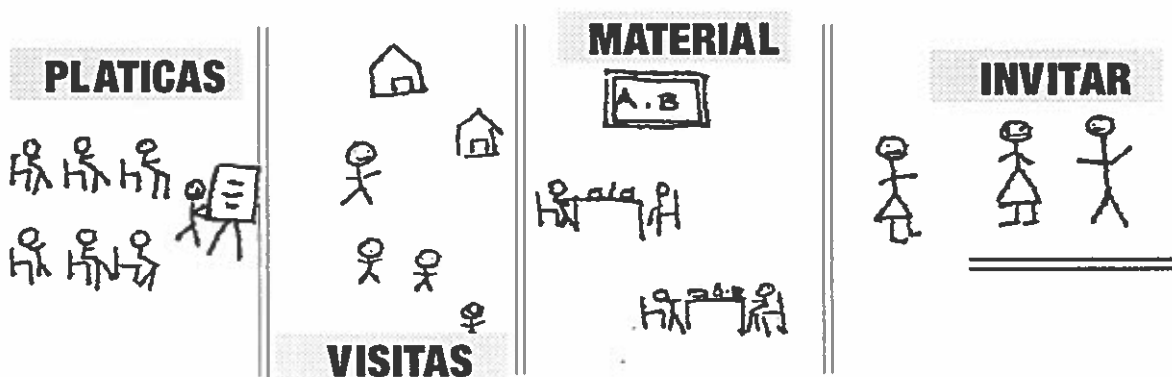 PLATICAS
VISITAS
MATERIAL
A . B
INVITAR